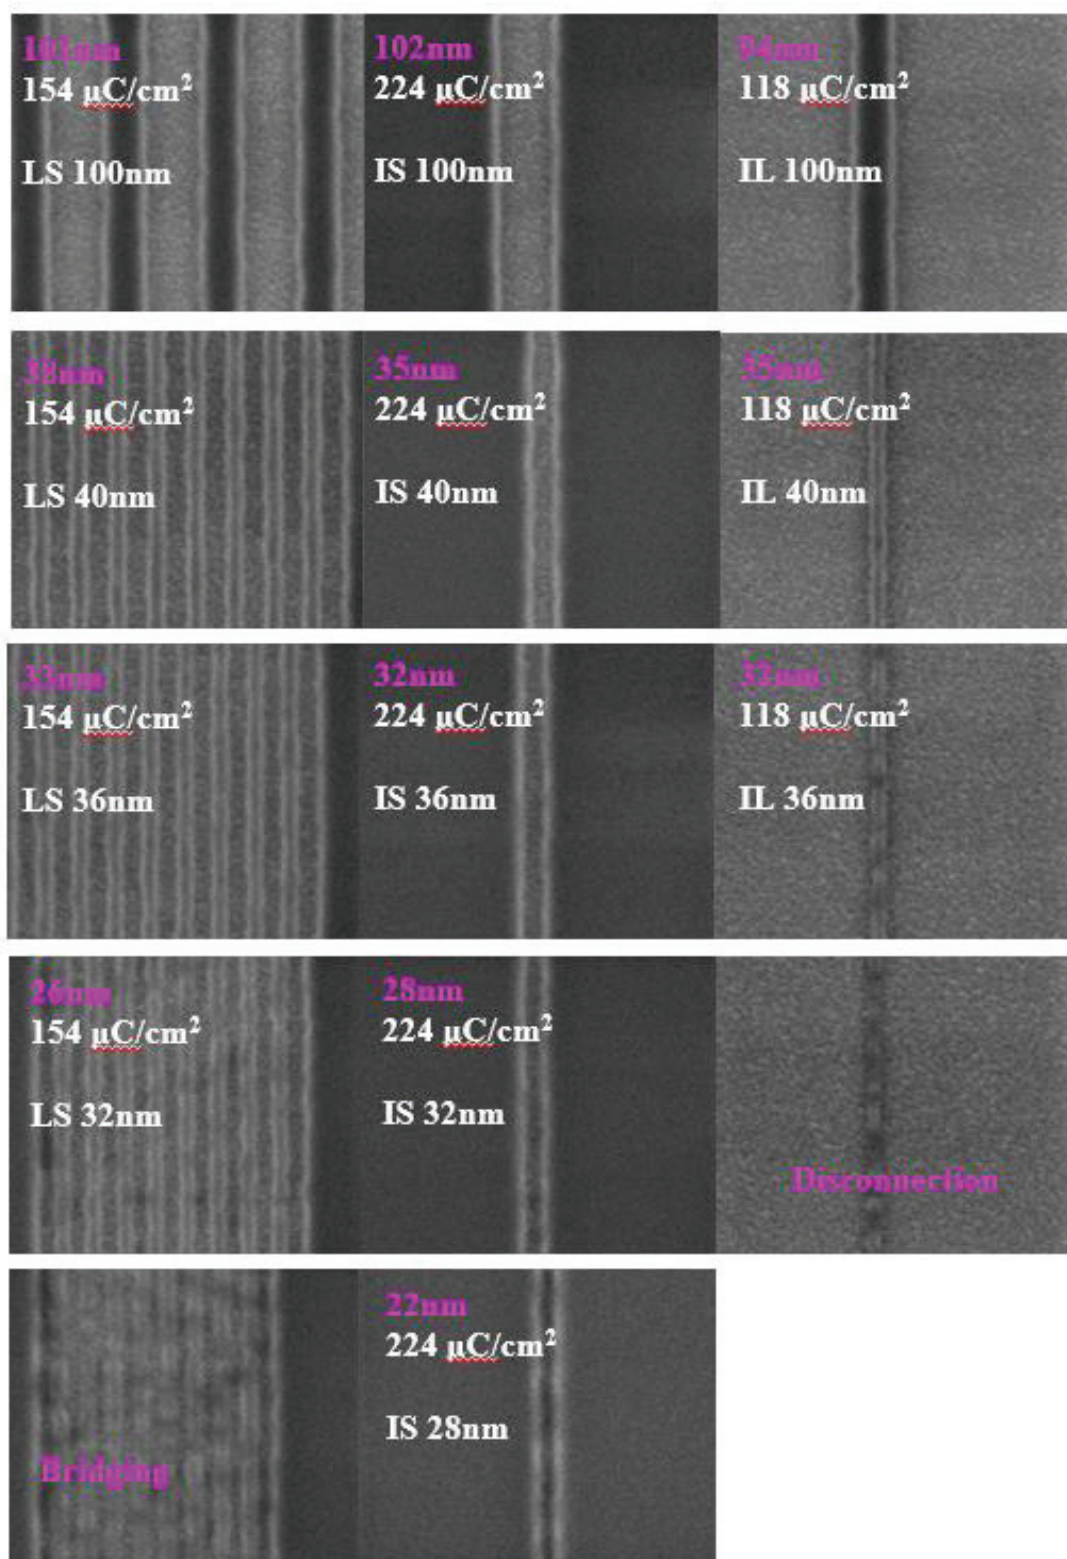 101nm
154 μC/cm²
LS 100nm
102nm
224 μC/cm²
IS 100nm
94nm
118 μC/cm²
IL 100nm
38nm
154 μC/cm²
LS 40nm
35nm
224 μC/cm²
IS 40nm
35nm
118 μC/cm²
IL 40nm
33nm
154 μC/cm²
LS 36nm
32nm
224 μC/cm²
IS 36nm
32nm
118 μC/cm²
IL 36nm
26nm
154 μC/cm²
LS 32nm
28nm
224 μC/cm²
IS 32nm
Disconnection
Bridging
22nm
224 μC/cm²
IS 28nm